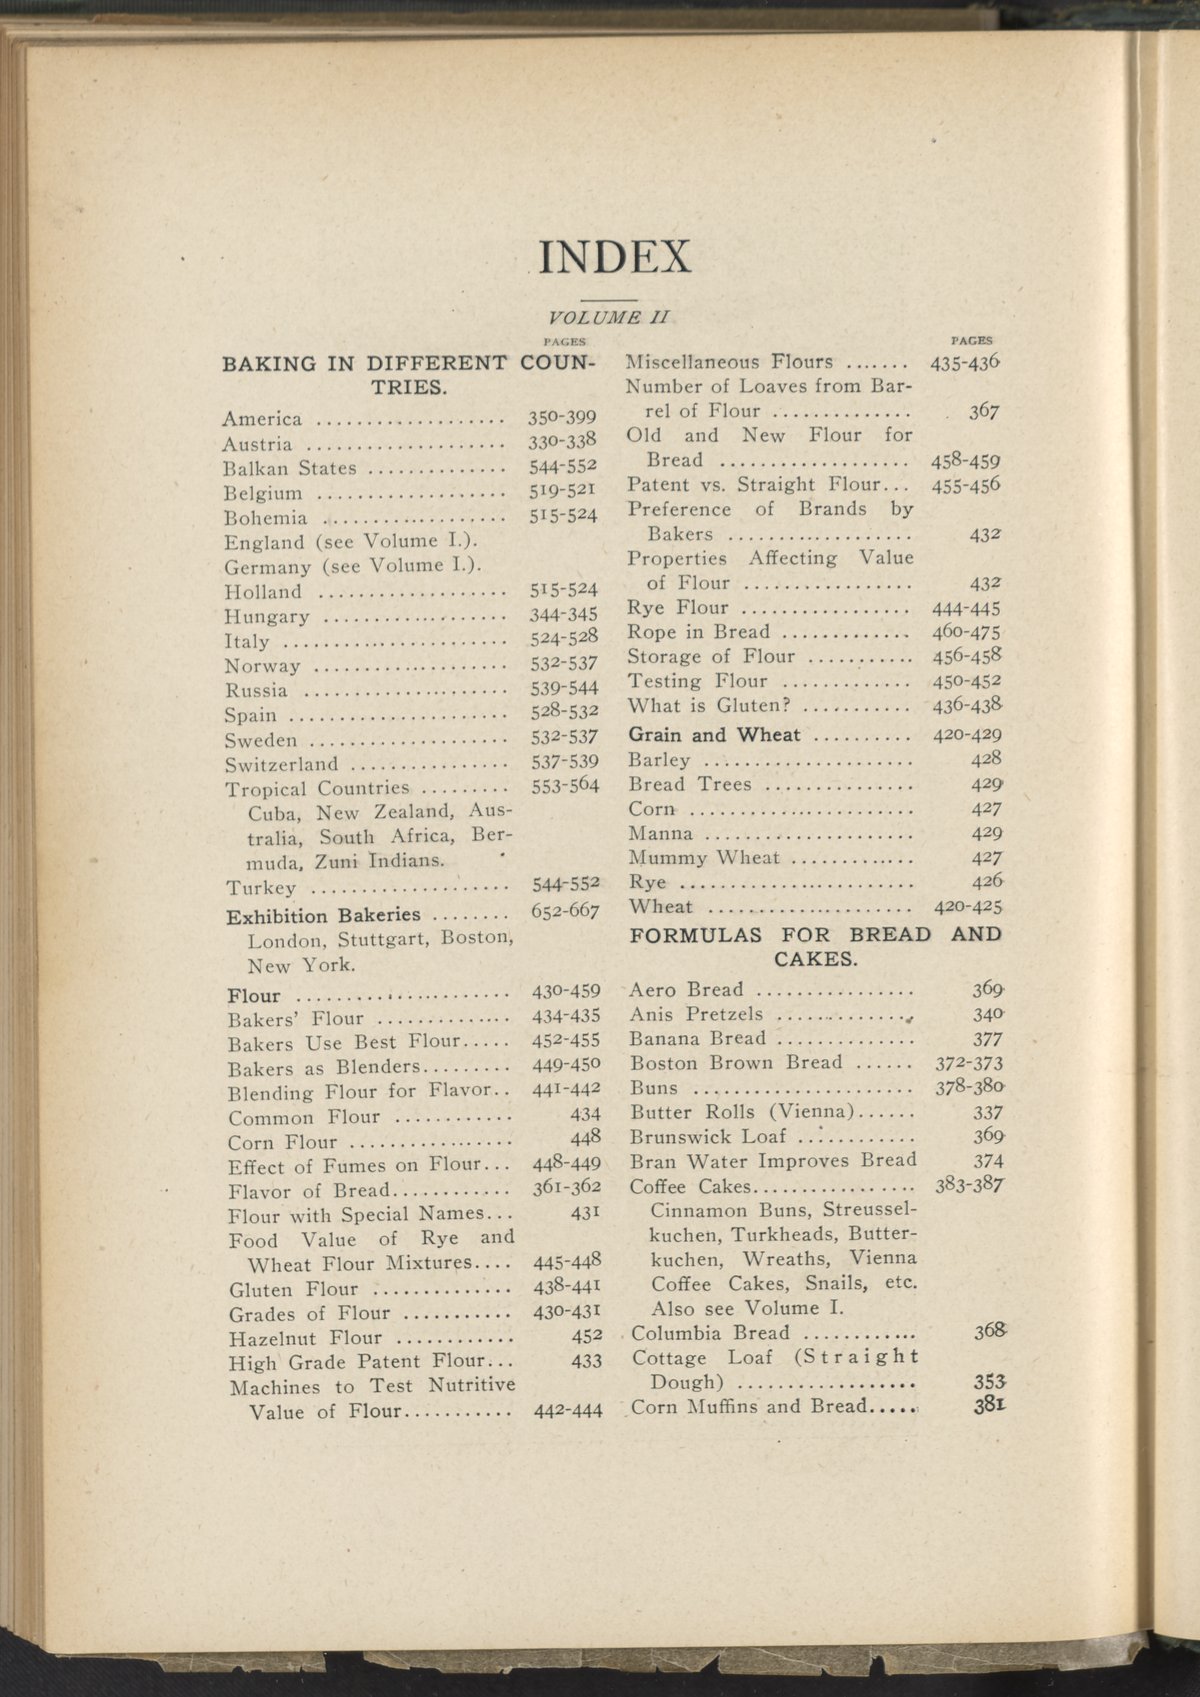 INDEX
VOLUME II
PAGES
BAKING IN DIFFERENT COUN-
TRIES.
America ................... 350-399
Austria .................... 330-338
Balkan States .............. 544-552
Belgium ................... 519-521
Bohemia ................... 515-524
England (see Volume I.).
Germany (see Volume I.).
Holland ................... 515-524
Hungary ................... 344-345
Italy ....................... 524-528
Norway .................... 532-537
Russia ..................... 539-544
Spain ...................... 528-532
Sweden .................... 532-537
Switzerland ................ 537-539
Tropical Countries ......... 553-564
Cuba, New Zealand, Aus-
tralia, South Africa, Ber-
muda, Zuni Indians.
Turkey .................... 544-552
Exhibition Bakeries ........ 652-667
London, Stuttgart, Boston,
New York.
Flour ...................... 430-459
Bakers' Flour .............. 434-435
Bakers Use Best Flour..... 452-455
Bakers as Blenders......... 449-450
Blending Flour for Flavor.. 441-442
Common Flour ............ 434
Corn Flour ................. 448
Effect of Fumes on Flour... 448-449
Flavor of Bread............ 361-362
Flour with Special Names... 431
Food Value of Rye and
Wheat Flour Mixtures.... 445-448
Gluten Flour .............. 438-441
Grades of Flour ........... 430-431
Hazelnut Flour ............ 452
High Grade Patent Flour... 433
Machines to Test Nutritive
Value of Flour........... 442-444
PAGES
Miscellaneous Flours ....... 435-436
Number of Loaves from Bar-
rel of Flour .............. 367
Old and New Flour for
Bread ................... 458-459
Patent vs. Straight Flour... 455-456
Preference of Brands by
Bakers ................... 432
Properties Affecting Value
of Flour ................. 432
Rye Flour ................. 444-445
Rope in Bread ............. 460-475
Storage of Flour ........... 456-458
Testing Flour ............. 450-452
What is Gluten? ........... 436-438
Grain and Wheat .......... 420-429
Barley ..................... 428
Bread Trees ............... 429
Corn ....................... 427
Manna ..................... 429
Mummy Wheat ............. 427
Rye ........................ 426
Wheat ..................... 420-425
FORMULAS FOR BREAD AND
CAKES.
Aero Bread ................ 369
Anis Pretzels .............. 340
Banana Bread .............. 377
Boston Brown Bread ...... 372-373
Buns ...................... 378-380
Butter Rolls (Vienna)...... 337
Brunswick Loaf ............ 369
Bran Water Improves Bread 374
Coffee Cakes................ 383-387
Cinnamon Buns, Streussel-
kuchen, Turkheads, Butter-
kuchen, Wreaths, Vienna
Coffee Cakes, Snails, etc.
Also see Volume I.
Columbia Bread ............ 368
Cottage Loaf (Straight
Dough) .................. 353
Corn Muffins and Bread..... 381